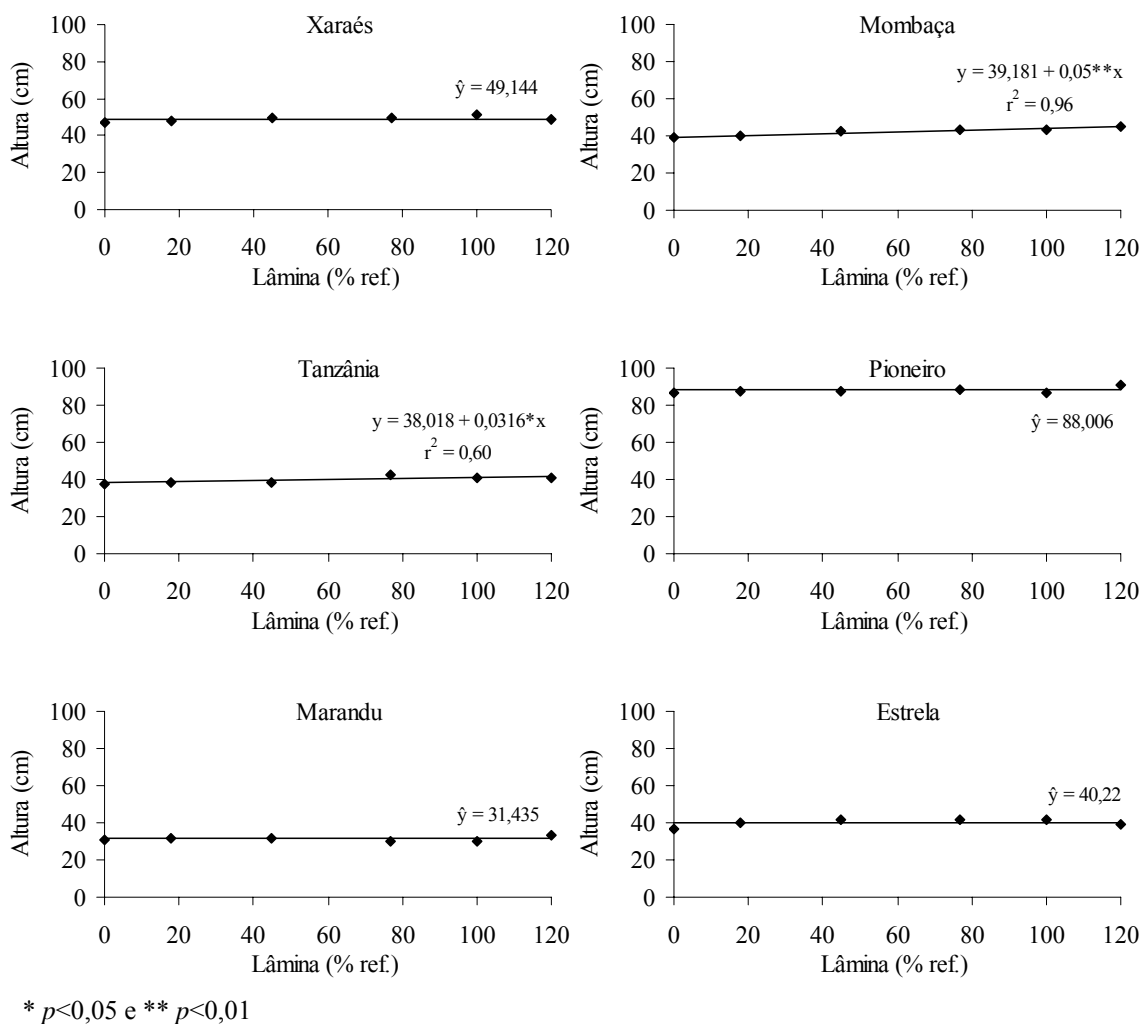 Xaraés
ŷ = 49,144
Altura (cm)
100
80
60
40
20
0
0 20 40 60 80 100 120
Lâmina (% ref.)
Mombaça
y = 39,181 + 0,05**x
r² = 0,96
Altura (cm)
100
80
60
40
20
0
0 20 40 60 80 100 120
Lâmina (% ref.)
Tanzânia
y = 38,018 + 0,0316*x
r² = 0,60
Altura (cm)
100
80
60
40
20
0
0 20 40 60 80 100 120
Lâmina (% ref.)
Pioneiro
ŷ = 88,006
Altura (cm)
100
80
60
40
20
0
0 20 40 60 80 100 120
Lâmina (% ref.)
Marandu
ŷ = 31,435
Altura (cm)
100
80
60
40
20
0
0 20 40 60 80 100 120
Lâmina (% ref.)
Estrela
ŷ = 40,22
Altura (cm)
100
80
60
40
20
0
0 20 40 60 80 100 120
Lâmina (% ref.)
* p<0,05 e ** p<0,01